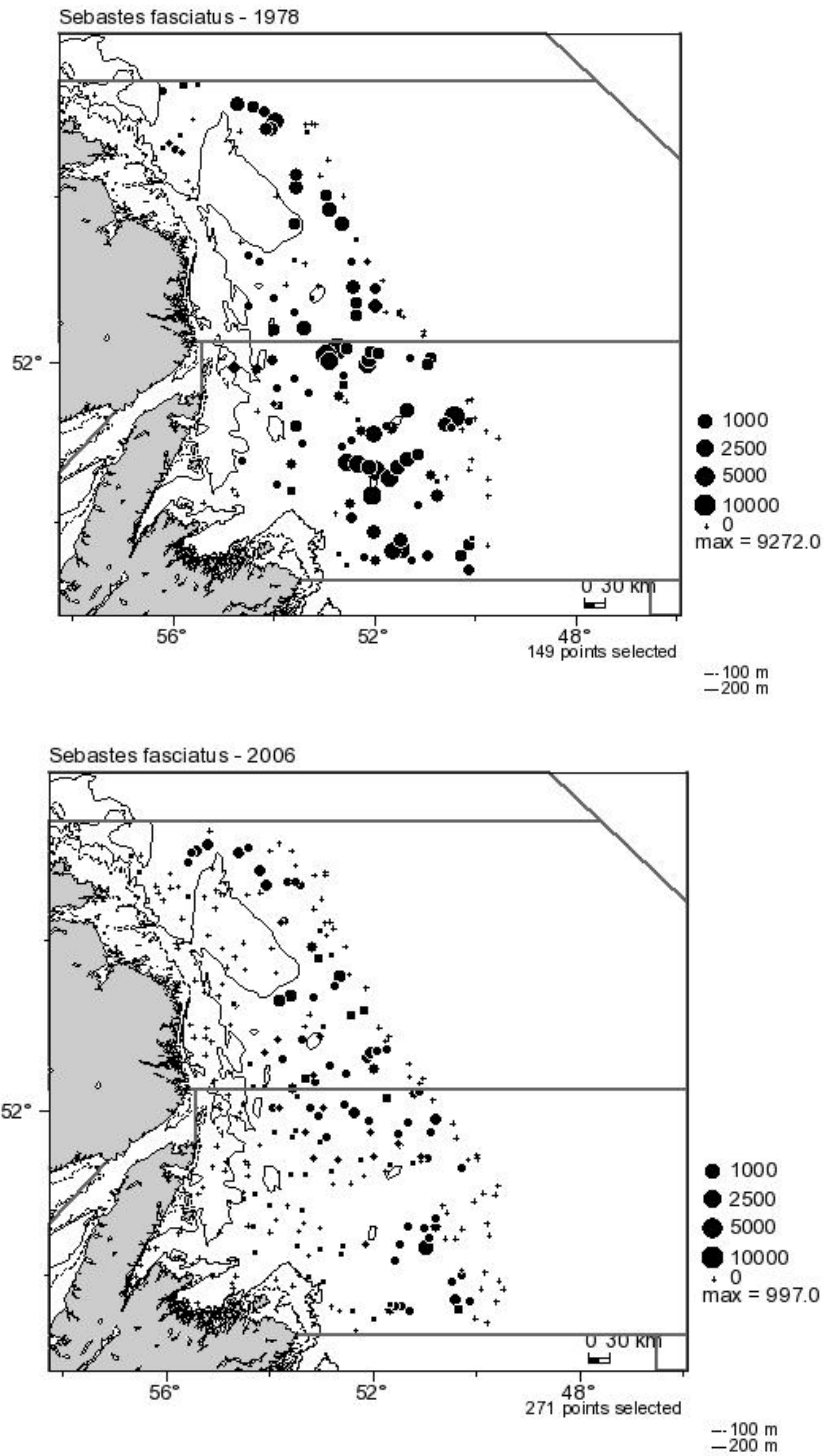 Sebastes fasciatus - 1978
52°
1000
2500
5000
10000
0
max = 9272.0
0 30 km
56° 52° 48°
149 points selected
100 m
200 m
Sebastes fasciatus - 2006
52°
1000
2500
5000
10000
0
max = 997.0
0 30 km
56° 52° 48°
271 points selected
100 m
200 m